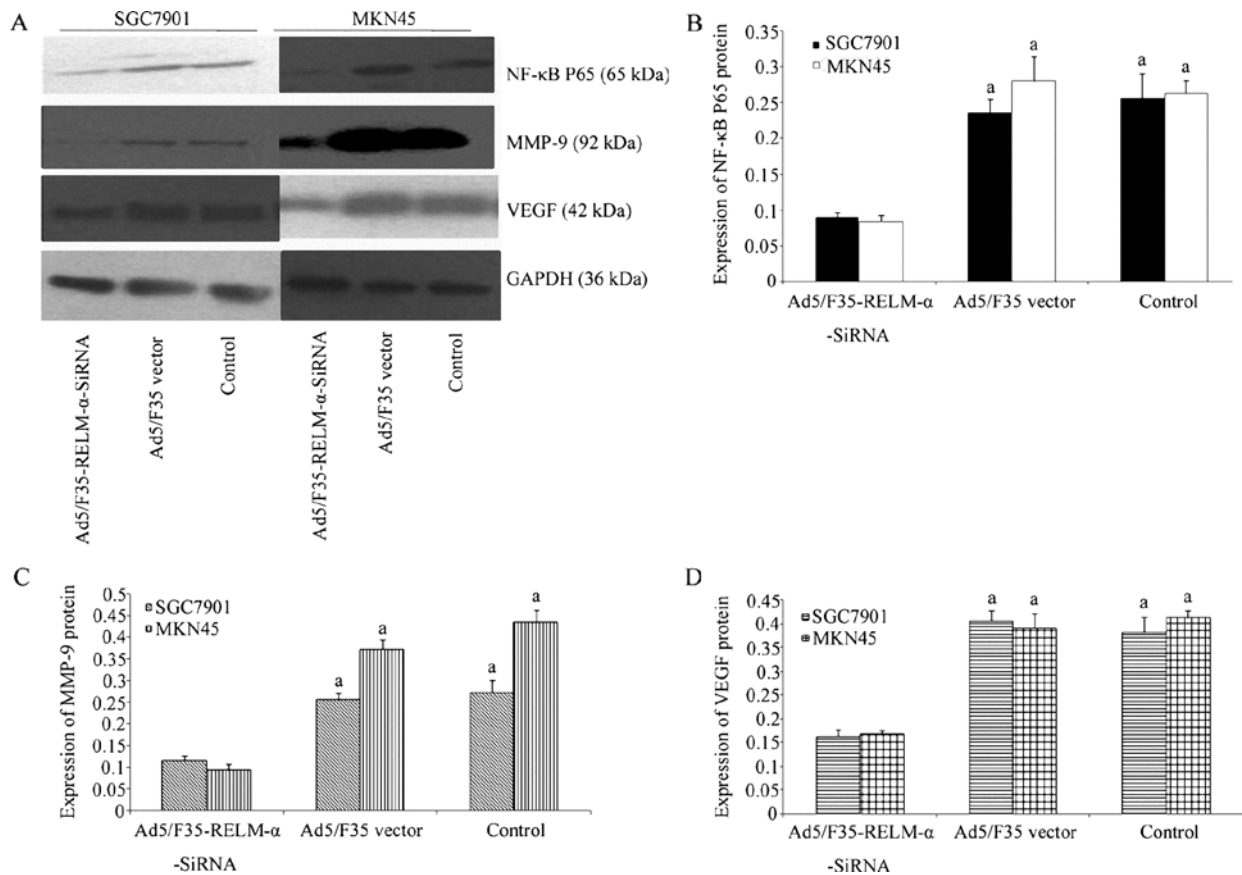 A
SGC7901
MKN45
NF-κB P65 (65 kDa)
MMP-9 (92 kDa)
VEGF (42 kDa)
GAPDH (36 kDa)
Ad5/F35-RELM-α-SiRNA
Ad5/F35 vector
Control
Ad5/F35-RELM-α-SiRNA
Ad5/F35 vector
Control
B
Expression of NF-κB P65 protein
0.35
0.3
0.25
0.2
0.15
0.1
0.05
0
SGC7901
MKN45
a
a
a
a
Ad5/F35-RELM-α
-SiRNA
Ad5/F35 vector
Control
C
Expression of MMP-9 protein
0.5
0.45
0.4
0.35
0.3
0.25
0.2
0.15
0.1
0.05
0
SGC7901
MKN45
a
a
a
a
Ad5/F35-RELM-α
-SiRNA
Ad5/F35 vector
Control
D
Expression of VEGF protein
0.45
0.4
0.35
0.3
0.25
0.2
0.15
0.1
0.05
0
SGC7901
MKN45
a
a
a
a
Ad5/F35-RELM-α
-SiRNA
Ad5/F35 vector
Control